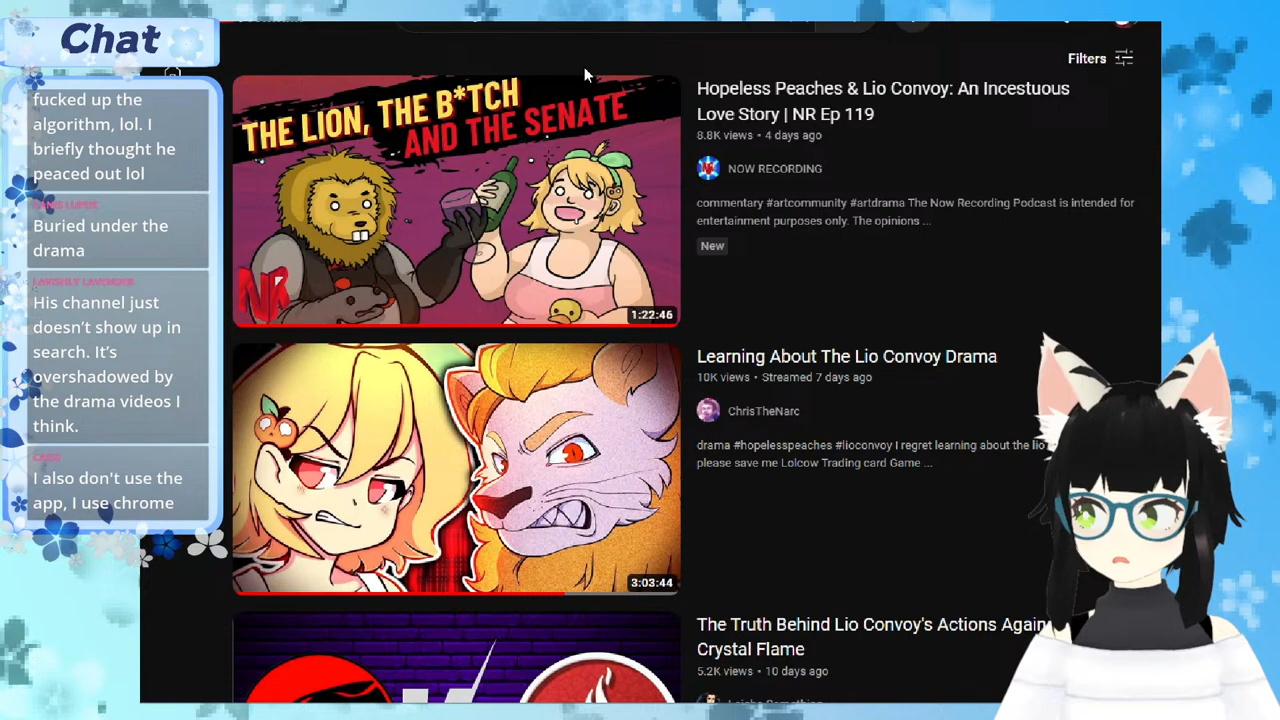 Chat
fucked up the
algorithm, lol. I
briefly thought he
peaced out lol
Buried under the
drama
LAVISHLY LAVENDER
His channel just
doesn't show up in
search. It's
overshadowed by
the drama videos I
think.
I also don't use the
app, I use chrome
Filters
THE LION, THE B*TCH
AND THE SENATE
NR
1:22:46
Hopeless Peaches & Lio Convoy: An Incestuous
Love Story | NR Ep 119
8.8K views • 4 days ago
NOW RECORDING
commentary #artcommunity #artdrama The Now Recording Podcast is intended for
entertainment purposes only. The opinions ...
New
3:03:44
Learning About The Lio Convoy Drama
10K views • Streamed 7 days ago
ChrisTheNarc
drama #hopelesspeaches #lioconvoy I regret learning about the lio
please save me Lolcow Trading card Game ...
The Truth Behind Lio Convoy's Actions Again
Crystal Flame
5.2K views • 10 days ago